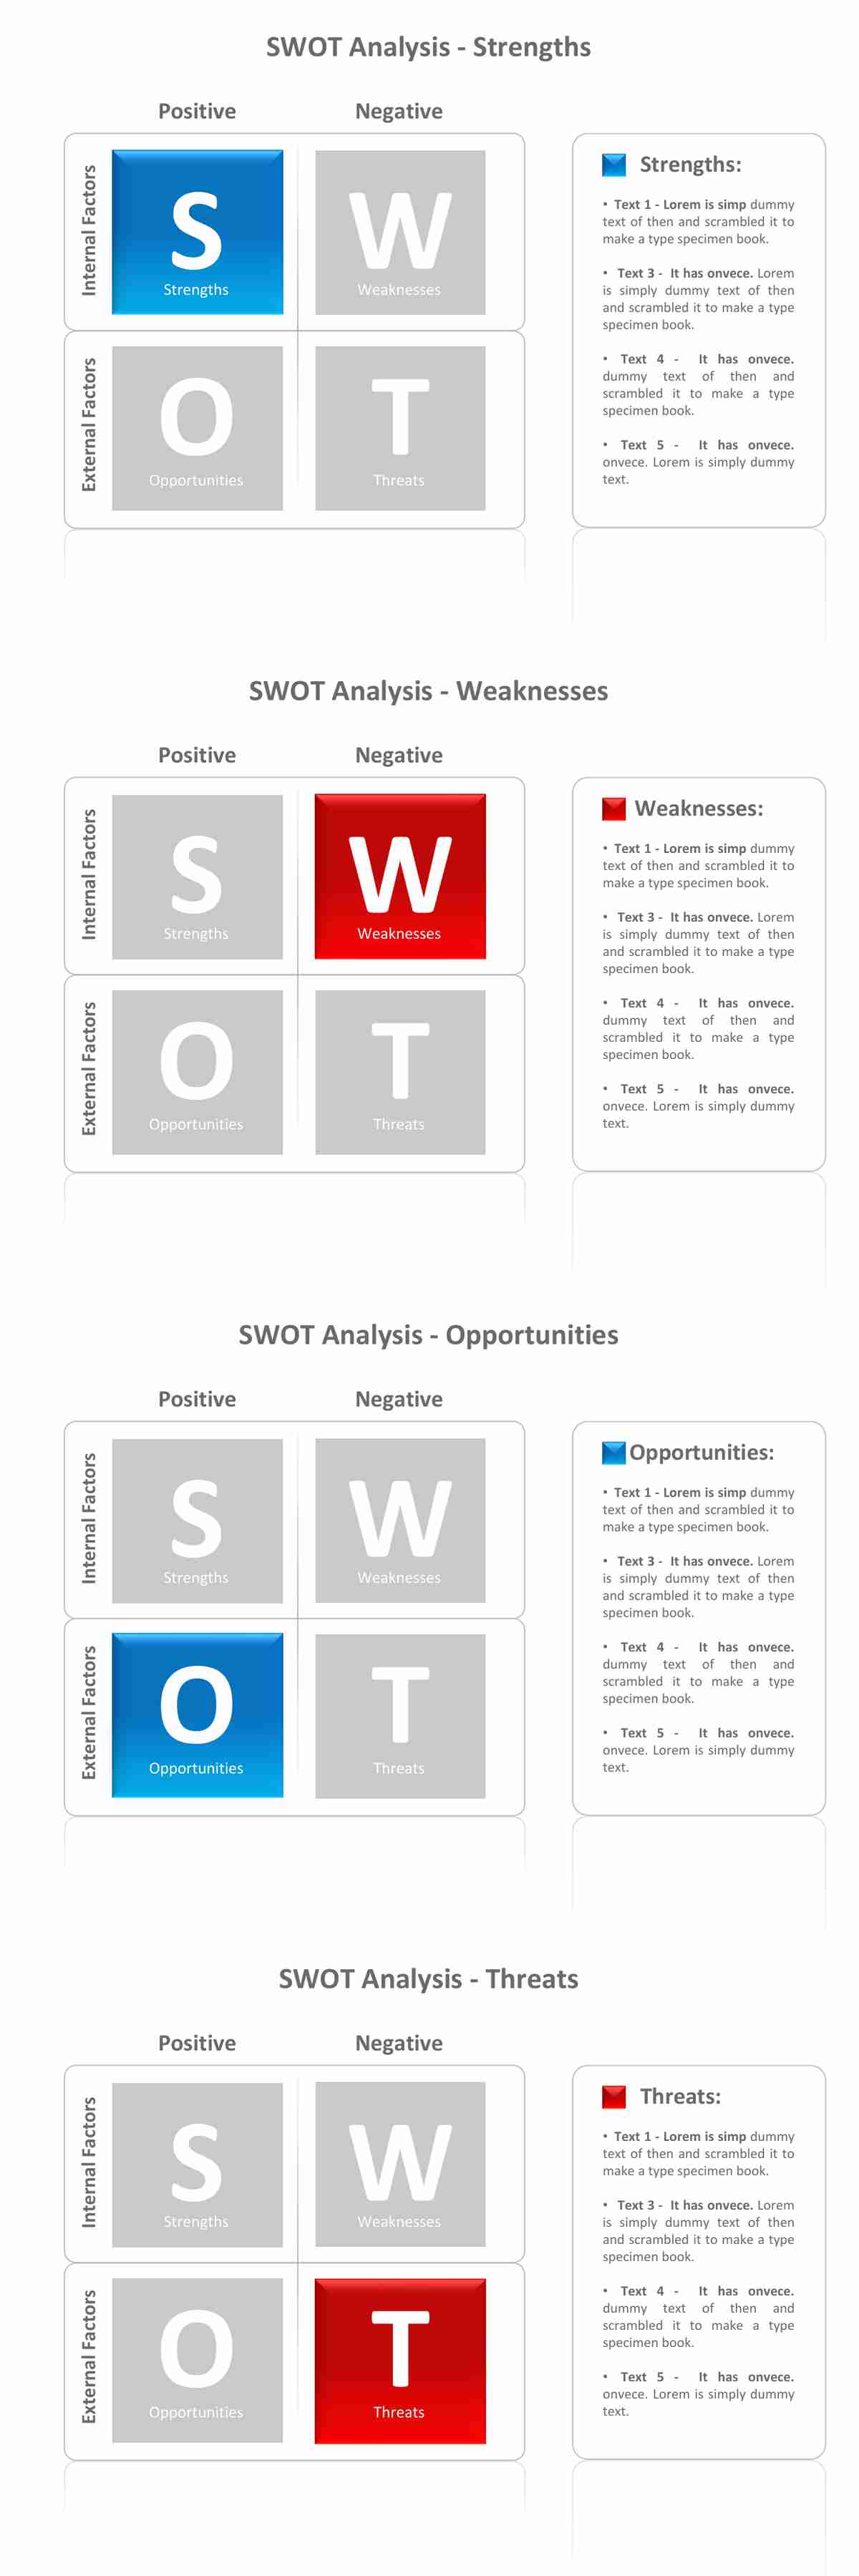 SWOT Analysis - Strengths
Positive
Negative
Internal Factors
S
Strengths
W
Weaknesses
External Factors
O
Opportunities
T
Threats
Strengths:
• Text 1 - Lorem is simp dummy
text of then and scrambled it to
make a type specimen book.
• Text 3 - It has onvece. Lorem
is simply dummy text of then
and scrambled it to make a type
specimen book.
• Text 4 - It has onvece.
dummy text of then and
scrambled it to make a type
specimen book.
• Text 5 - It has onvece.
onvece. Lorem is simply dummy
text.
SWOT Analysis - Weaknesses
Positive
Negative
Internal Factors
S
Strengths
W
Weaknesses
External Factors
O
Opportunities
T
Threats
Weaknesses:
• Text 1 - Lorem is simp dummy
text of then and scrambled it to
make a type specimen book.
• Text 3 - It has onvece. Lorem
is simply dummy text of then
and scrambled it to make a type
specimen book.
• Text 4 - It has onvece.
dummy text of then and
scrambled it to make a type
specimen book.
• Text 5 - It has onvece.
onvece. Lorem is simply dummy
text.
SWOT Analysis - Opportunities
Positive
Negative
Internal Factors
S
Strengths
W
Weaknesses
External Factors
O
Opportunities
T
Threats
Opportunities:
• Text 1 - Lorem is simp dummy
text of then and scrambled it to
make a type specimen book.
• Text 3 - It has onvece. Lorem
is simply dummy text of then
and scrambled it to make a type
specimen book.
• Text 4 - It has onvece.
dummy text of then and
scrambled it to make a type
specimen book.
• Text 5 - It has onvece.
onvece. Lorem is simply dummy
text.
SWOT Analysis - Threats
Positive
Negative
Internal Factors
S
Strengths
W
Weaknesses
External Factors
O
Opportunities
T
Threats
Threats:
• Text 1 - Lorem is simp dummy
text of then and scrambled it to
make a type specimen book.
• Text 3 - It has onvece. Lorem
is simply dummy text of then
and scrambled it to make a type
specimen book.
• Text 4 - It has onvece.
dummy text of then and
scrambled it to make a type
specimen book.
• Text 5 - It has onvece.
onvece. Lorem is simply dummy
text.